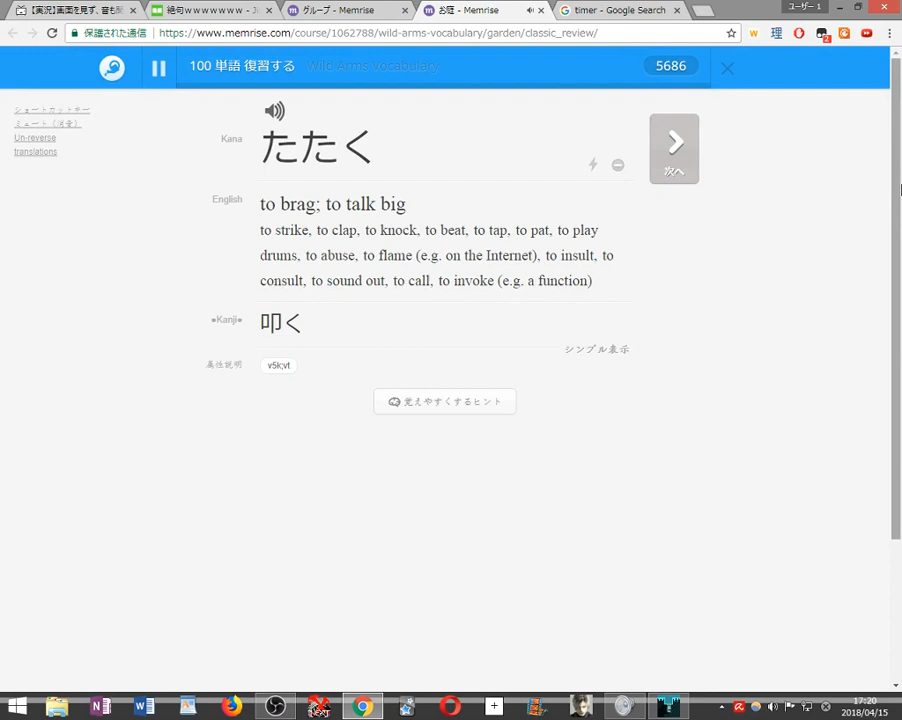 【実況】画面を見ず、音も聞
絶句ｗｗｗｗｗｗｗ - Ji
グループ - Memrise
お庭 - Memrise
timer - Google Search
ユーザー 1
保護された通信
https://www.memrise.com/course/1062788/wild-arms-vocabulary/garden/classic_review/
100 単語 復習する
Wild Arms Vocabulary
5686
ショートカットキー
ミュート（消音）
Un-reverse
translations
Kana
たたく
次へ
English
to brag; to talk big
to strike, to clap, to knock, to beat, to tap, to pat, to play
drums, to abuse, to flame (e.g. on the Internet), to insult, to
consult, to sound out, to call, to invoke (e.g. a function)
•Kanji•
叩く
シンプル表示
属性説明
v5k;vt
覚えやすくするヒント
17:20
2018/04/15